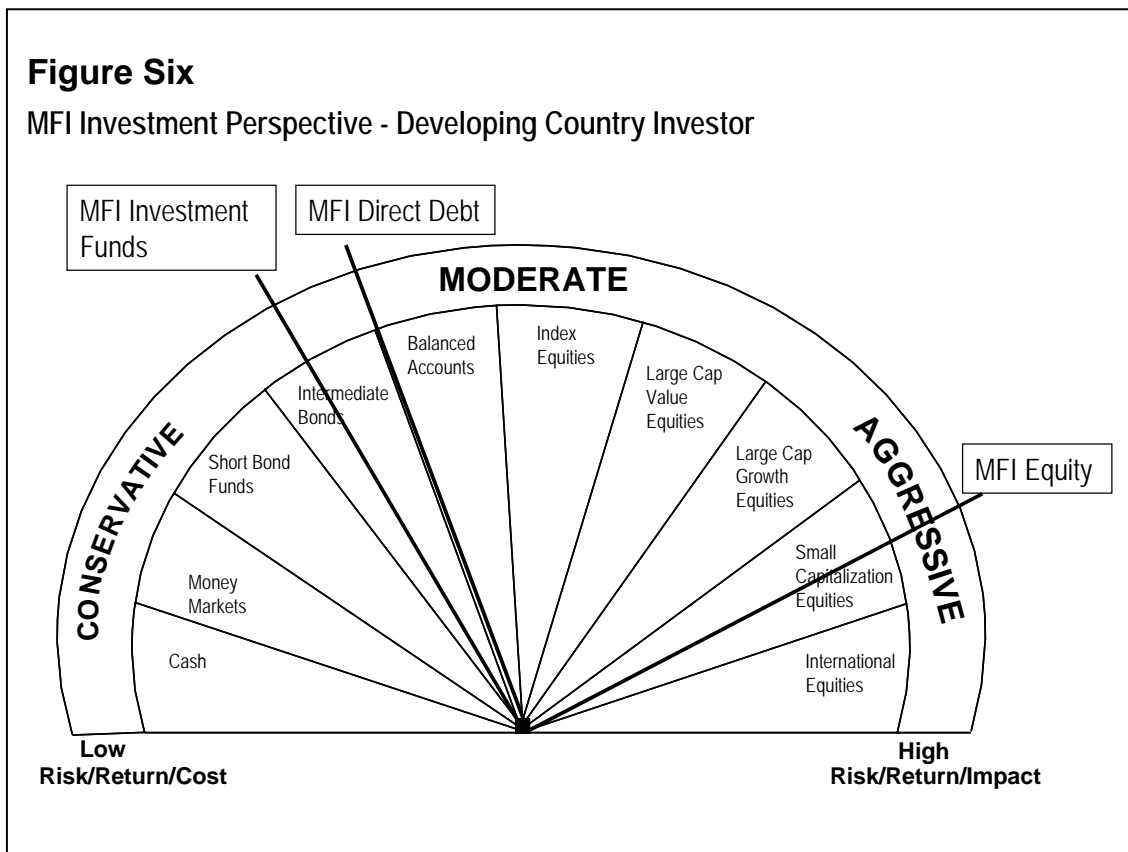 Figure Six
MFI Investment Perspective - Developing Country Investor
MFI Investment
Funds
MFI Direct Debt
MODERATE
CONSERVATIVE
AGGRESSIVE
MFI Equity
Balanced
Accounts
Index
Equities
Intermediate
Bonds
Large Cap
Value
Equities
Short Bond
Funds
Large Cap
Growth
Equities
Money
Markets
Small
Capitalization
Equities
Cash
International
Equities
Low
Risk/Return/Cost
High
Risk/Return/Impact